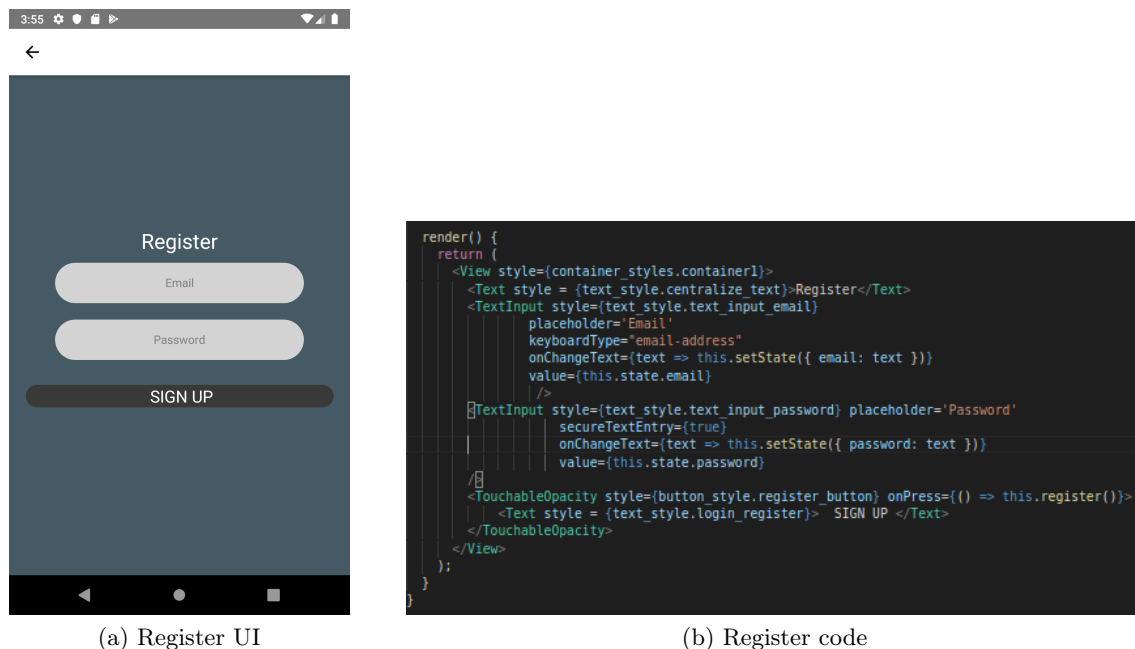 3:55
Register
Email
Password
SIGN UP
(a) Register UI
render() {
return (
<View style={container_styles.container1}>
<Text style = {text_style.centralize_text}>Register</Text>
<TextInput style={text_style.text_input_email}
placeholder='Email'
keyboardType="email-address"
onChangeText={text => this.setState({ email: text })}
value={this.state.email}
/>
<TextInput style={text_style.text_input_password} placeholder='Password'
secureTextEntry={true}
onChangeText={text => this.setState({ password: text })}
value={this.state.password}
/>
<TouchableOpacity style={button_style.register_button} onPress={() => this.register()}>
<Text style = {text_style.login_register}>  SIGN UP </Text>
</TouchableOpacity>
</View>
);
}
}
(b) Register code